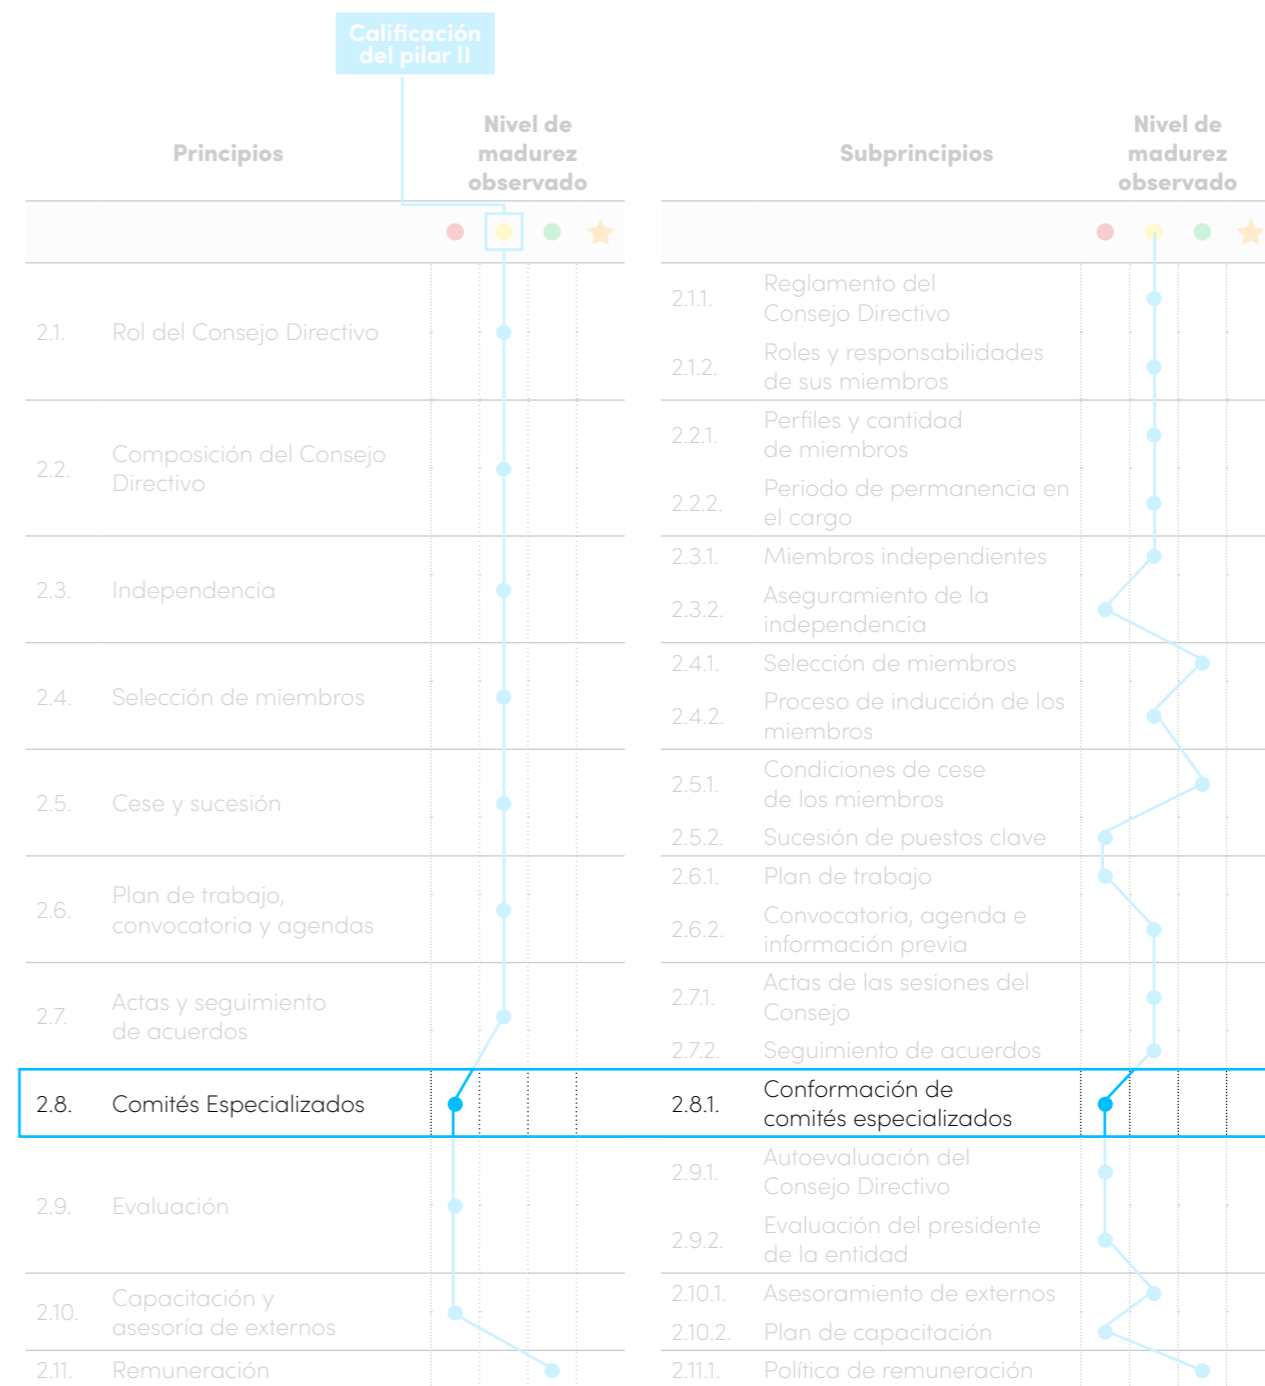 Calificación
del pilar II
Principios
Nivel de
madurez
observado
2.1. Rol del Consejo Directivo
2.2. Composición del Consejo
Directivo
2.3. Independencia
2.4. Selección de miembros
2.5. Cese y sucesión
2.6. Plan de trabajo,
convocatoria y agendas
2.7. Actas y seguimiento
de acuerdos
2.8. Comités Especializados
2.9. Evaluación
2.10. Capacitación y
asesoría de externos
2.11. Remuneración
Subprincipios
Nivel de
madurez
observado
2.1.1. Reglamento del
Consejo Directivo
2.1.2. Roles y responsabilidades
de sus miembros
2.2.1. Perfiles y cantidad
de miembros
2.2.2. Periodo de permanencia en
el cargo
2.3.1. Miembros independientes
2.3.2. Aseguramiento de la
independencia
2.4.1. Selección de miembros
2.4.2. Proceso de inducción de los
miembros
2.5.1. Condiciones de cese
de los miembros
2.5.2. Sucesión de puestos clave
2.6.1. Plan de trabajo
2.6.2. Convocatoria, agenda e
información previa
2.7.1. Actas de las sesiones del
Consejo
2.7.2. Seguimiento de acuerdos
2.8.1. Conformación de
comités especializados
2.9.1. Autoevaluación del
Consejo Directivo
2.9.2. Evaluación del presidente
de la entidad
2.10.1. Asesoramiento de externos
2.10.2. Plan de capacitación
2.11.1. Política de remuneración